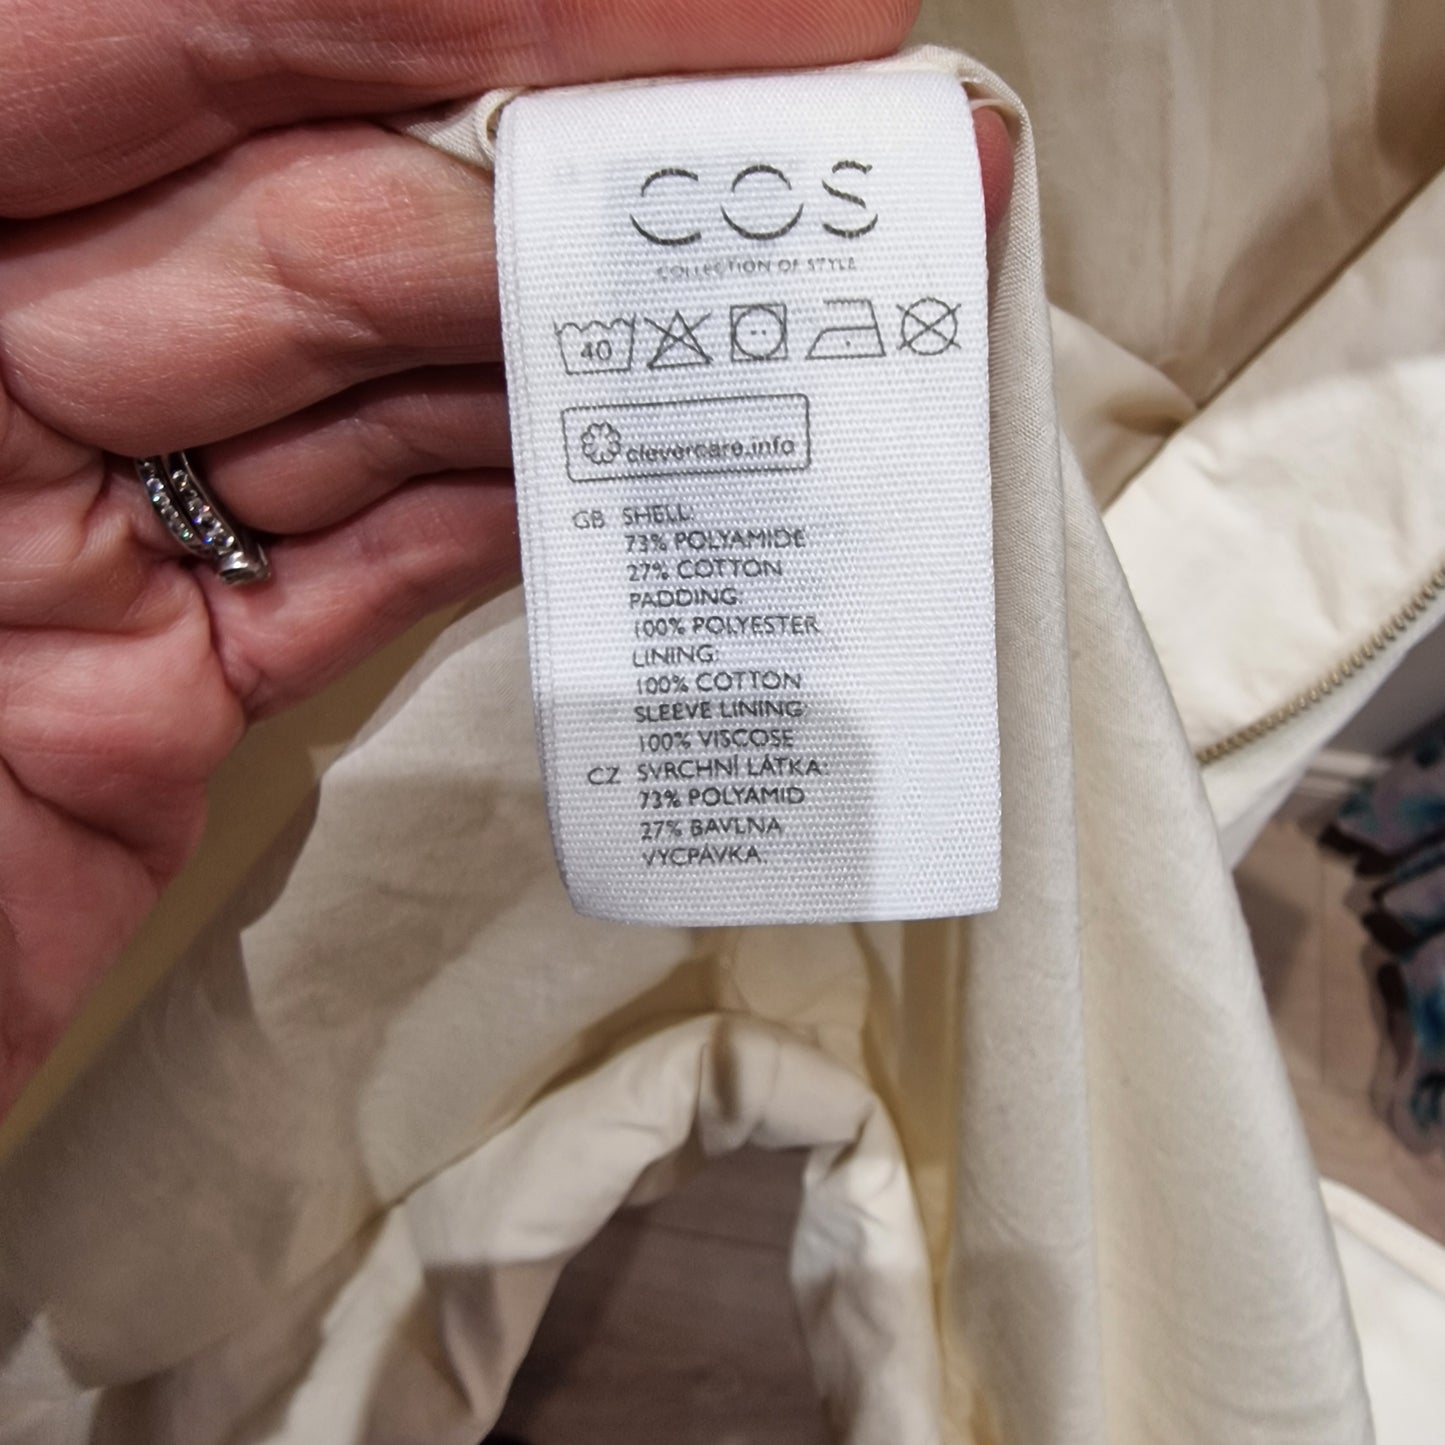 COS
COLLECTION OF STYLE
40
clevercare.info
GB SHELL:
73% POLYAMIDE
27% COTTON
PADDING:
100% POLYESTER
LINING:
100% COTTON
SLEEVE LINING
100% VISCOSE
CZ SVRCHNÍ LÁTKA:
73% POLYAMID
27% BAVLNA
VYCPÁVKA: